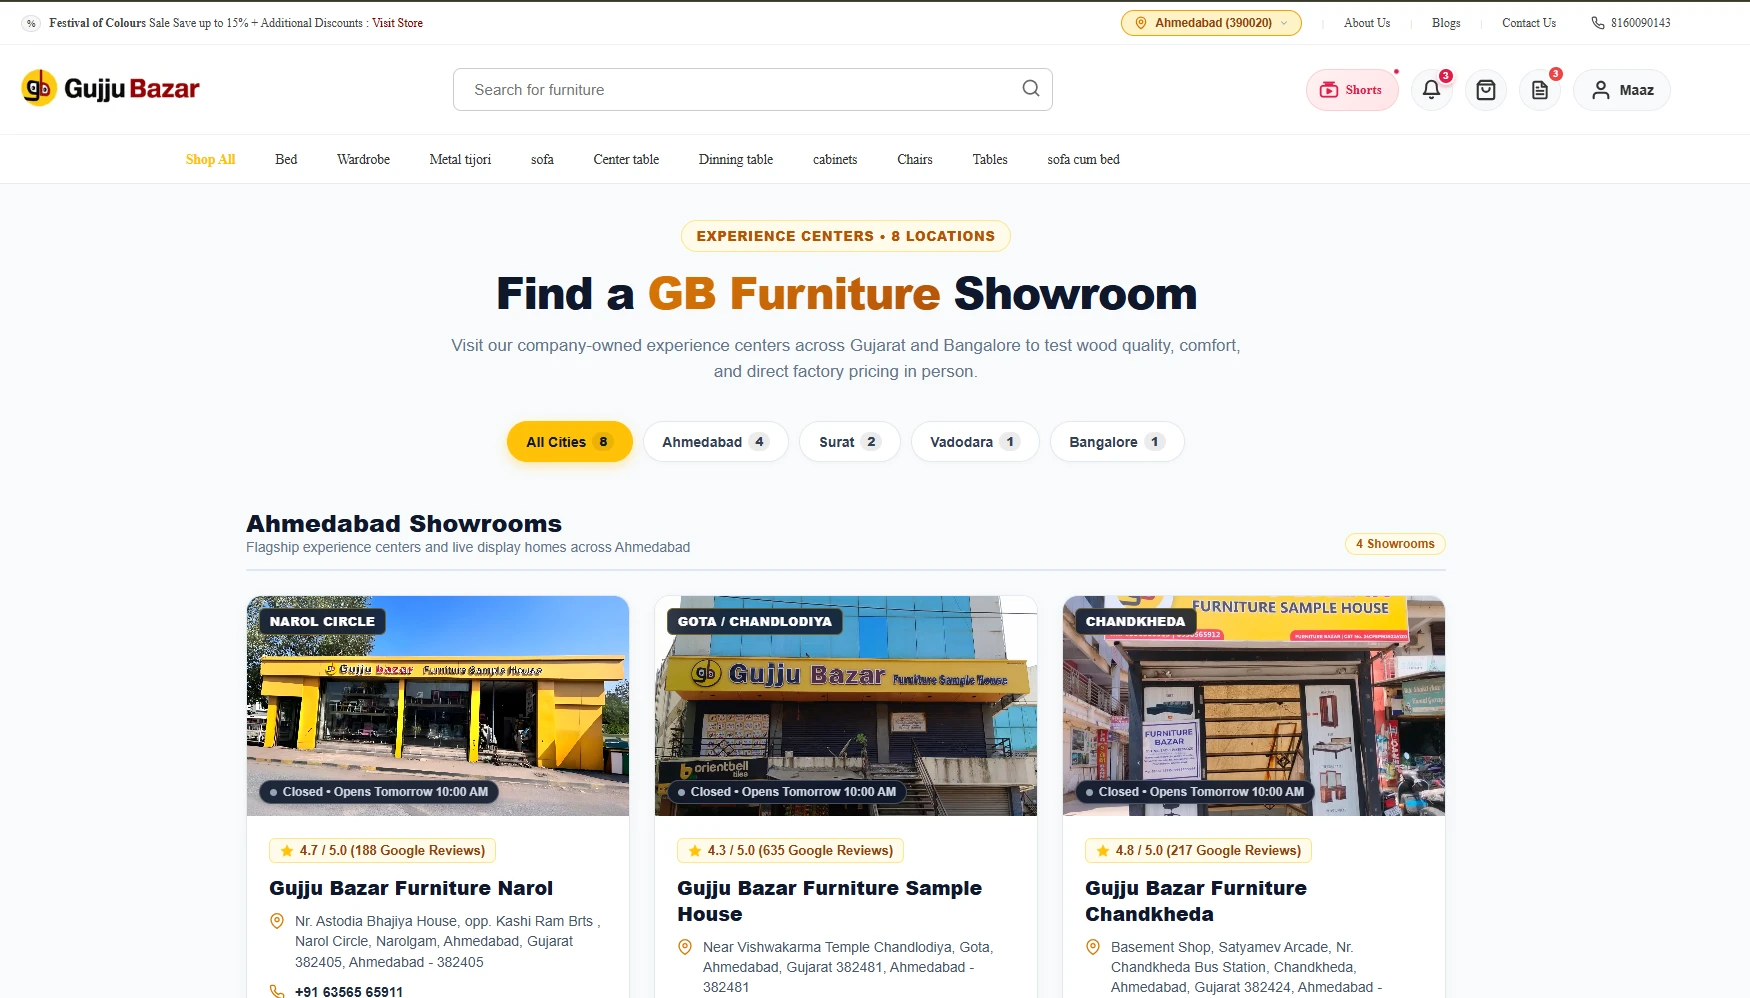 % Festival of Colours Sale Save up to 15% + Additional Discounts : Visit Store
Ahmedabad (390020)
About Us
Blogs
Contact Us
8160090143
gb Gujju Bazar
Search for furniture
Shorts
3
3
Maaz
Shop All
Bed
Wardrobe
Metal tijori
sofa
Center table
Dinning table
cabinets
Chairs
Tables
sofa cum bed
EXPERIENCE CENTERS • 8 LOCATIONS
Find a GB Furniture Showroom
Visit our company-owned experience centers across Gujarat and Bangalore to test wood quality, comfort,
and direct factory pricing in person.
All Cities 8
Ahmedabad 4
Surat 2
Vadodara 1
Bangalore 1
Ahmedabad Showrooms
Flagship experience centers and live display homes across Ahmedabad
4 Showrooms
NAROL CIRCLE
Gujju Bazar Furniture Sample House
Closed • Opens Tomorrow 10:00 AM
4.7 / 5.0 (188 Google Reviews)
Gujju Bazar Furniture Narol
Nr. Astodia Bhajiya House, opp. Kashi Ram Brts ,
Narol Circle, Narolgam, Ahmedabad, Gujarat
382405, Ahmedabad - 382405
+91 63565 65911
GOTA / CHANDLODIYA
gb Gujju Bazar Furniture Sample House
orientbell
tiles
Closed • Opens Tomorrow 10:00 AM
4.3 / 5.0 (635 Google Reviews)
Gujju Bazar Furniture Sample
House
Near Vishwakarma Temple Chandlodiya, Gota,
Ahmedabad, Gujarat 382481, Ahmedabad -
382481
CHANDKHEDA
FURNITURE SAMPLE HOUSE
FURNITURE
BAZAR
Closed • Opens Tomorrow 10:00 AM
4.8 / 5.0 (217 Google Reviews)
Gujju Bazar Furniture
Chandkheda
Basement Shop, Satyamev Arcade, Nr.
Chandkheda Bus Station, Chandkheda,
Ahmedabad, Gujarat 382424, Ahmedabad -